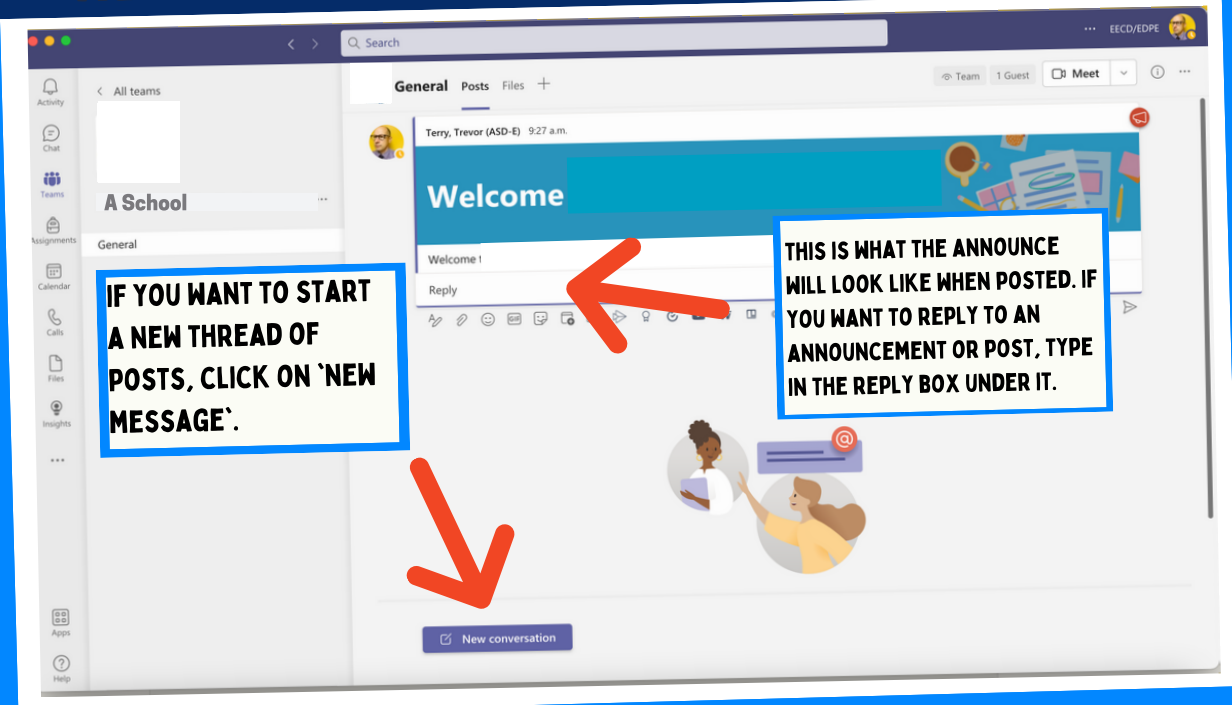 Search
EECD/EDPE
Activity
Chat
Teams
Assignments
Calendar
Calls
Files
Insights
Apps
Help
All teams
A School
General
General Posts Files
Team
1 Guest
Meet
Terry, Trevor (ASD-E) 9:27 a.m.
Welcome
Welcome
Reply
IF YOU WANT TO START
A NEW THREAD OF
POSTS, CLICK ON `NEW
MESSAGE`.
THIS IS WHAT THE ANNOUNCE
WILL LOOK LIKE WHEN POSTED. IF
YOU WANT TO REPLY TO AN
ANNOUNCEMENT OR POST, TYPE
IN THE REPLY BOX UNDER IT.
GIF
@
New conversation